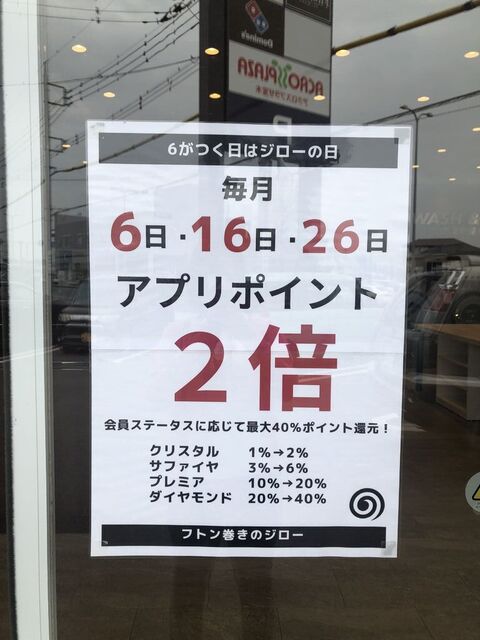 Domino's
ACROSSPLAZA
6がつく日はジローの日
毎月
6日・16日・26日
アプリポイント
2倍
会員ステータスに応じて最大40%ポイント還元！
クリスタル 1%→2%
サファイヤ 3%→6%
プレミア 10%→20%
ダイヤモンド 20%→40%
フトン巻きのジロー